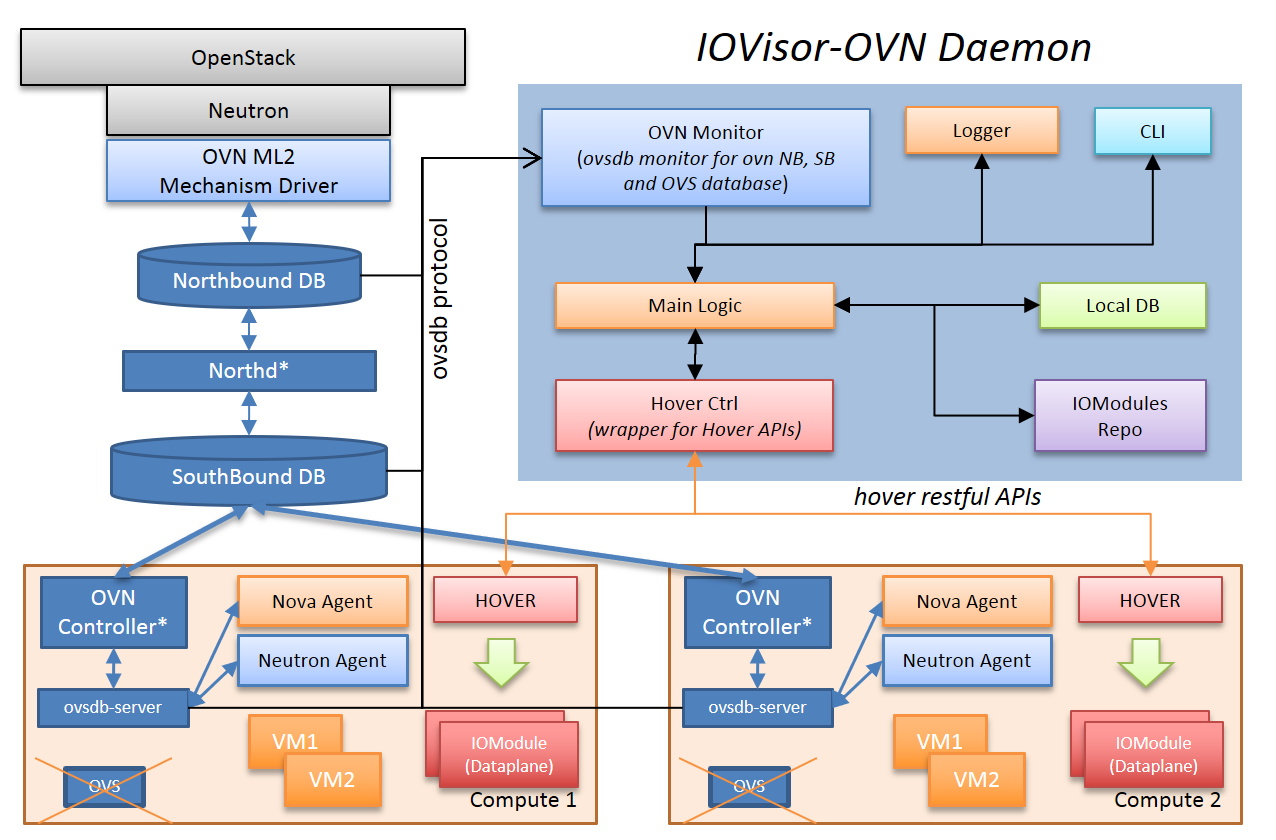 IOVisor-OVN Daemon
OpenStack
Neutron
OVN ML2
Mechanism Driver
Northbound DB
Northd*
SouthBound DB
ovsdb protocol
OVN Monitor
(ovsdb monitor for ovn NB, SB
and OVS database)
Logger
CLI
Main Logic
Local DB
Hover Ctrl
(wrapper for Hover APIs)
IOModules
Repo
hover restful APIs
OVN
Controller*
Nova Agent
HOVER
Neutron Agent
ovsdb-server
VM1
VM2
IOModule
(Dataplane)
OVS
Compute 1
OVN
Controller*
Nova Agent
HOVER
Neutron Agent
ovsdb-server
VM1
VM2
IOModule
(Dataplane)
OVS
Compute 2